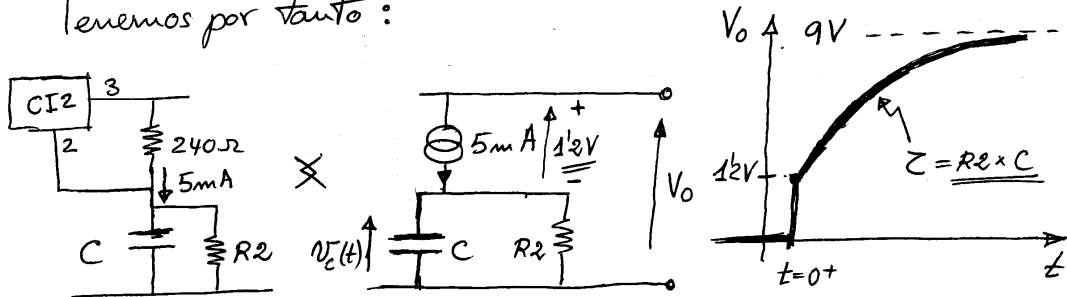 Tenemos por tanto :
CI2
3
2
240Ω
5mA
C
R2
5mA
+
1'2V
-
Vc(t)
C
R2
Vo
Vo
9V
1'2V
τ = R2 × C
t=0+
t